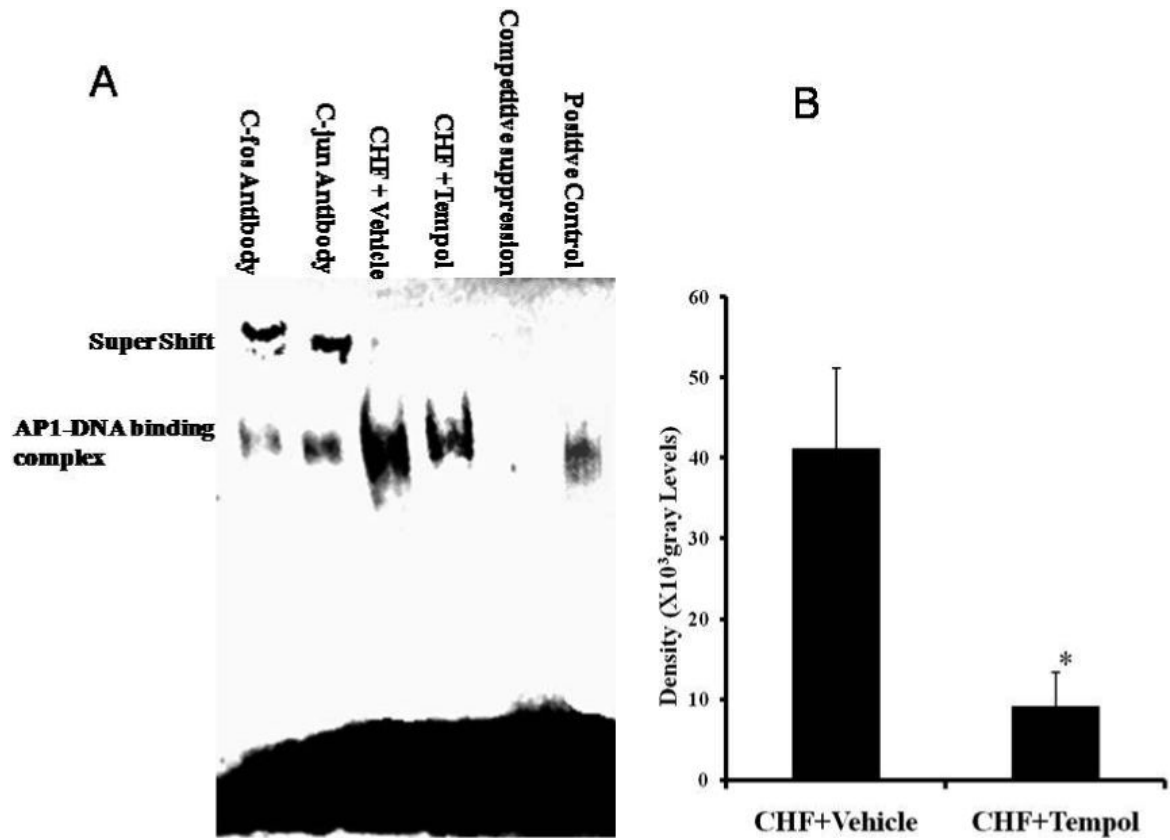 A
C-fos Antibody
C-jun Antibody
CHF + Vehicle
CHF +Tempol
Competitive suppression
Positive Control
Super Shift
AP1-DNA binding
complex
B
Density (X10³gray Levels)
60
50
40
30
20
10
0
*
CHF+Vehicle
CHF+Tempol